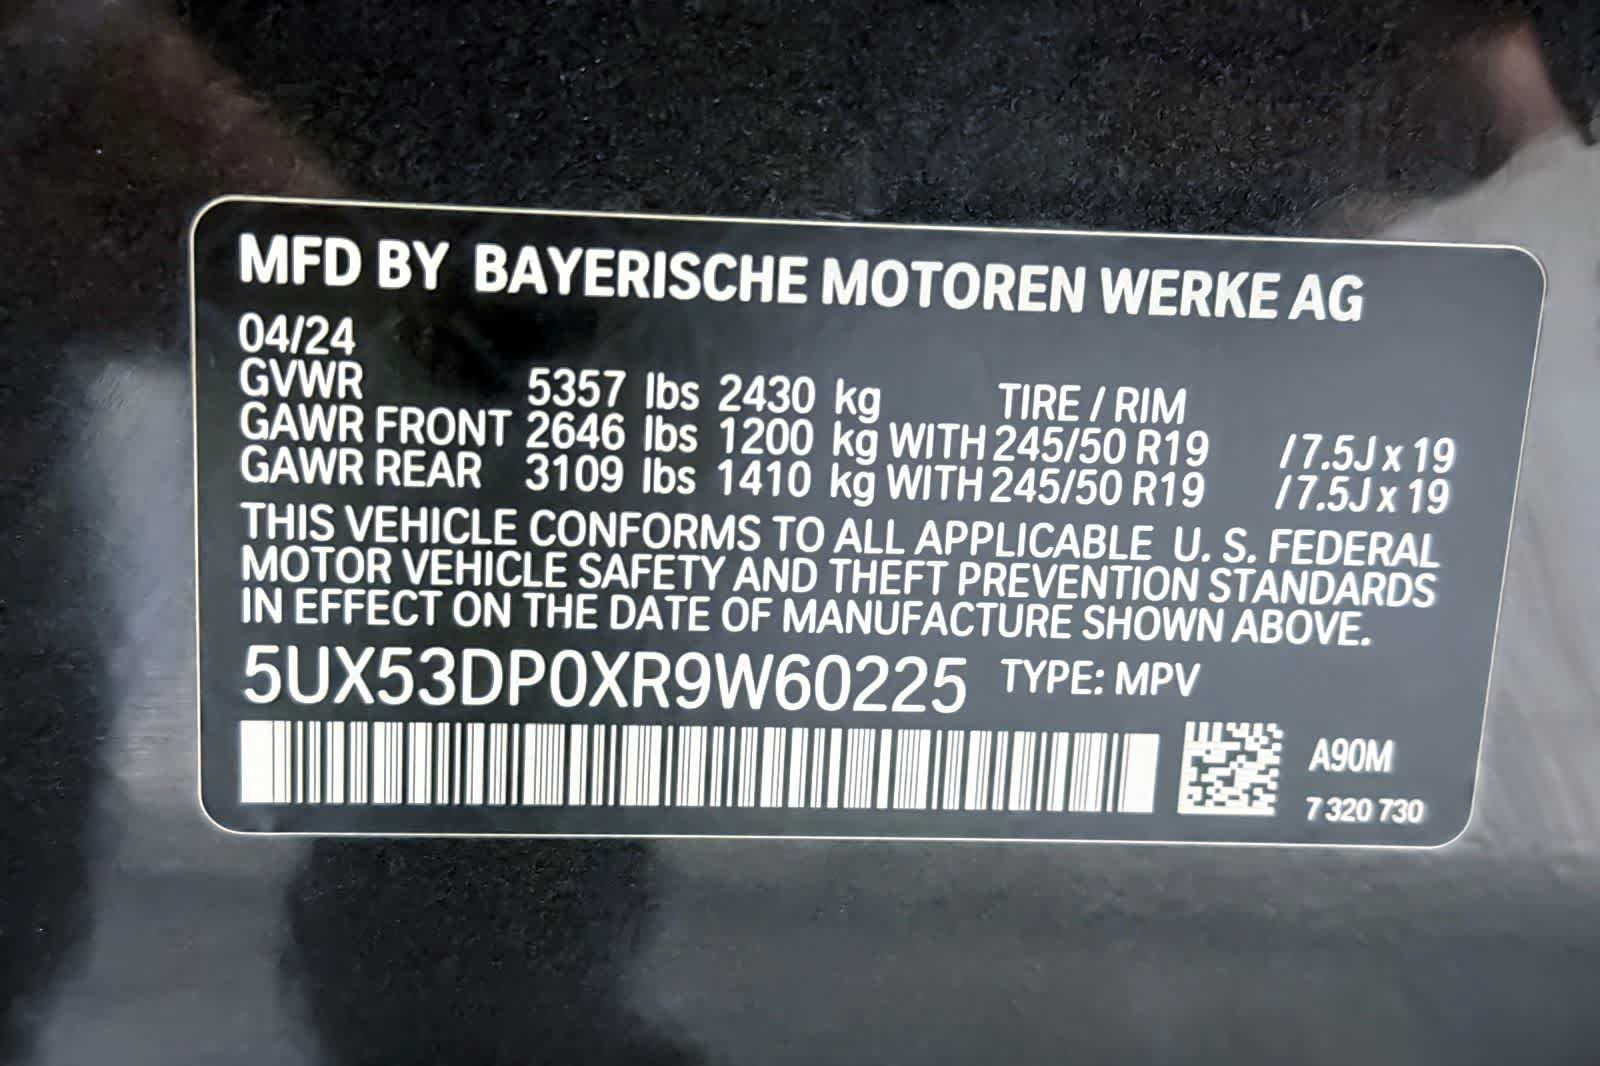 MFD BY BAYERISCHE MOTOREN WERKE AG
04/24
GVWR 5357 lbs 2430 kg TIRE / RIM
GAWR FRONT 2646 lbs 1200 kg WITH 245/50 R19 /7.5J x 19
GAWR REAR 3109 lbs 1410 kg WITH 245/50 R19 /7.5J x 19
THIS VEHICLE CONFORMS TO ALL APPLICABLE U. S. FEDERAL
MOTOR VEHICLE SAFETY AND THEFT PREVENTION STANDARDS
IN EFFECT ON THE DATE OF MANUFACTURE SHOWN ABOVE.
5UX53DP0XR9W60225 TYPE: MPV
A90M
7 320 730